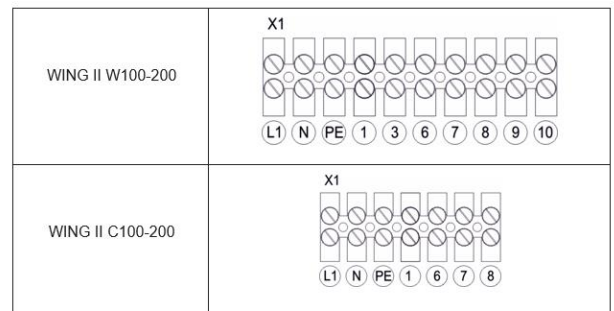 X1
WING II W100-200
L1 N PE 1 3 6 7 8 9 10
X1
WING II C100-200
L1 N PE 1 6 7 8